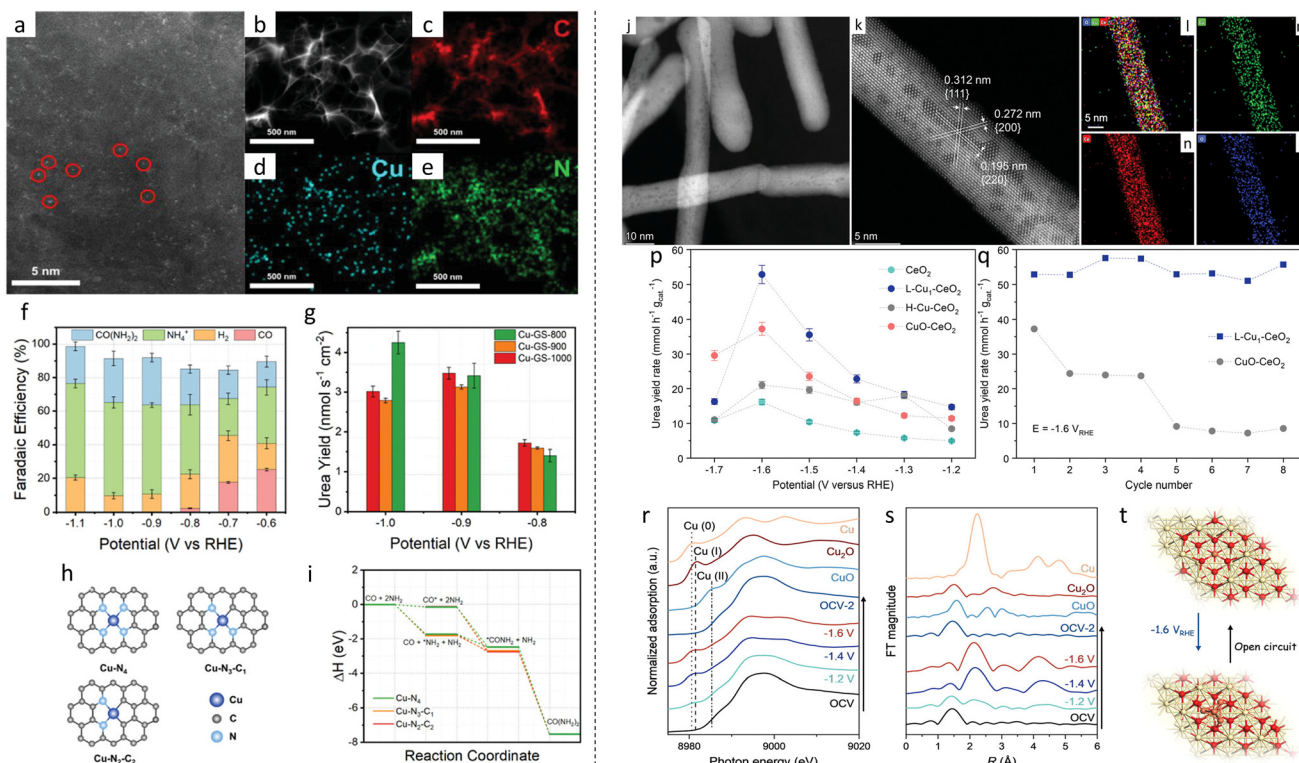 a
5 nm
b
500 nm
c
C
500 nm
d
Cu
500 nm
e
N
500 nm
f
CO(NH2)2 NH4+ H2 CO
Faradaic Efficiency (%)
100
80
60
40
20
0
-1.1 -1.0 -0.9 -0.8 -0.7 -0.6
Potential (V vs RHE)
g
Cu-GS-800
Cu-GS-900
Cu-GS-1000
Urea Yield (nmol s⁻¹ cm⁻²)
4
3
2
1
0
-1.0 -0.9 -0.8
Potential (V vs RHE)
h
Cu-N4
Cu-N3-C1
Cu-N2-C2
Cu
C
N
i
ΔH (eV)
2
0
-2
-4
-6
-8
CO + 2NH2
CO* + 2NH2
CO + *NH2 + NH2
*CONH2 + NH2
CO(NH2)2
Cu-N4
Cu-N3-C1
Cu-N2-C2
Reaction Coordinate
j
10 nm
k
0.312 nm
{111}
0.272 nm
{200}
0.195 nm
{220}
5 nm
l
5 nm
n
p
Urea yield rate (mmol h⁻¹ gcat.⁻¹)
60
50
40
30
20
10
0
CeO2
L-Cu1-CeO2
H-Cu-CeO2
CuO-CeO2
-1.7 -1.6 -1.5 -1.4 -1.3 -1.2
Potential (V versus RHE)
q
Urea yield rate (mmol h⁻¹ gcat.⁻¹)
60
50
40
30
20
10
0
L-Cu1-CeO2
CuO-CeO2
E = -1.6 VRHE
1 2 3 4 5 6 7 8
Cycle number
r
Normalized adsorption (a.u.)
Cu (0)
Cu (I)
Cu (II)
Cu
Cu2O
CuO
OCV-2
-1.6 V
-1.4 V
-1.2 V
OCV
8980 9000 9020
Photon energy (eV)
s
FT magnitude
Cu
Cu2O
CuO
OCV-2
-1.6 V
-1.4 V
-1.2 V
OCV
0 1 2 3 4 5 6
R (Å)
t
-1.6 VRHE
Open circuit